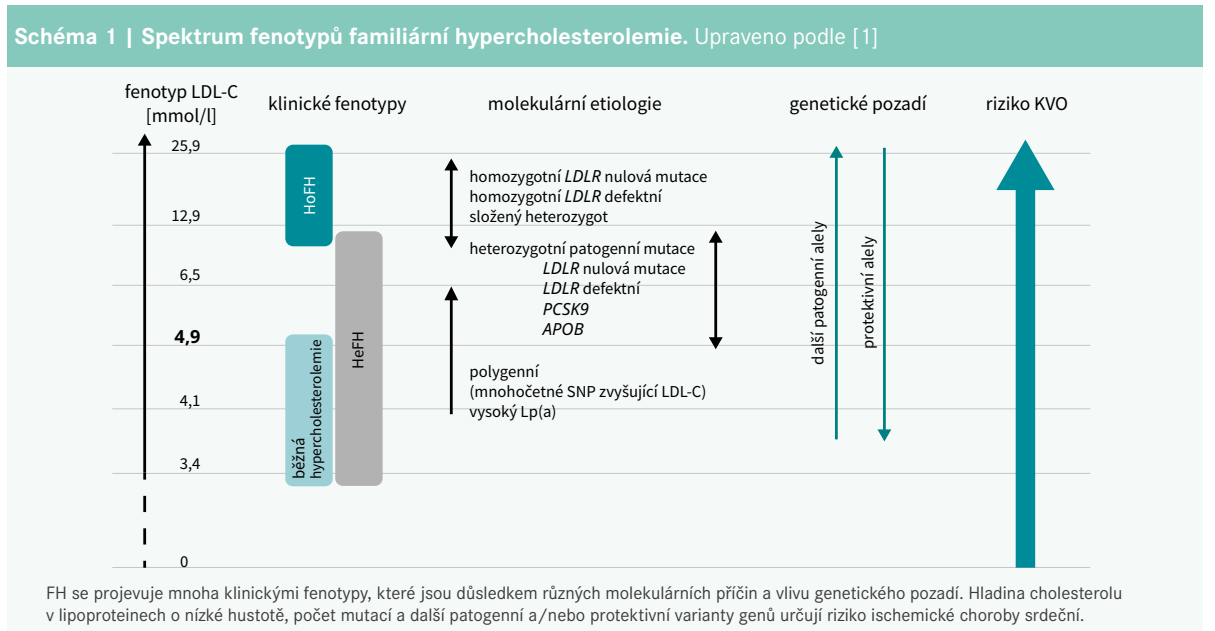 Schéma 1 | Spektrum fenotypů familiární hypercholesterolemie. Upraveno podle [1]
fenotyp LDL-C
[mmol/l]
klinické fenotypy
molekulární etiologie
genetické pozadí
riziko KVO
25,9
12,9
6,5
4,9
4,1
3,4
0
HoFH
HeFH
běžná
hypercholesterolemie
homozygotní LDLR nulová mutace
homozygotní LDLR defektní
složený heterozygot
heterozygotní patogenní mutace
LDLR nulová mutace
LDLR defektní
PCSK9
APOB
polygenní
(mnohočetné SNP zvyšující LDL-C)
vysoký Lp(a)
další patogenní alely
protektivní alely
FH se projevuje mnoha klinickými fenotypy, které jsou důsledkem různých molekulárních příčin a vlivu genetického pozadí. Hladina cholesterolu
v lipoproteinech o nízké hustotě, počet mutací a další patogenní a/nebo protektivní varianty genů určují riziko ischemické choroby srdeční.